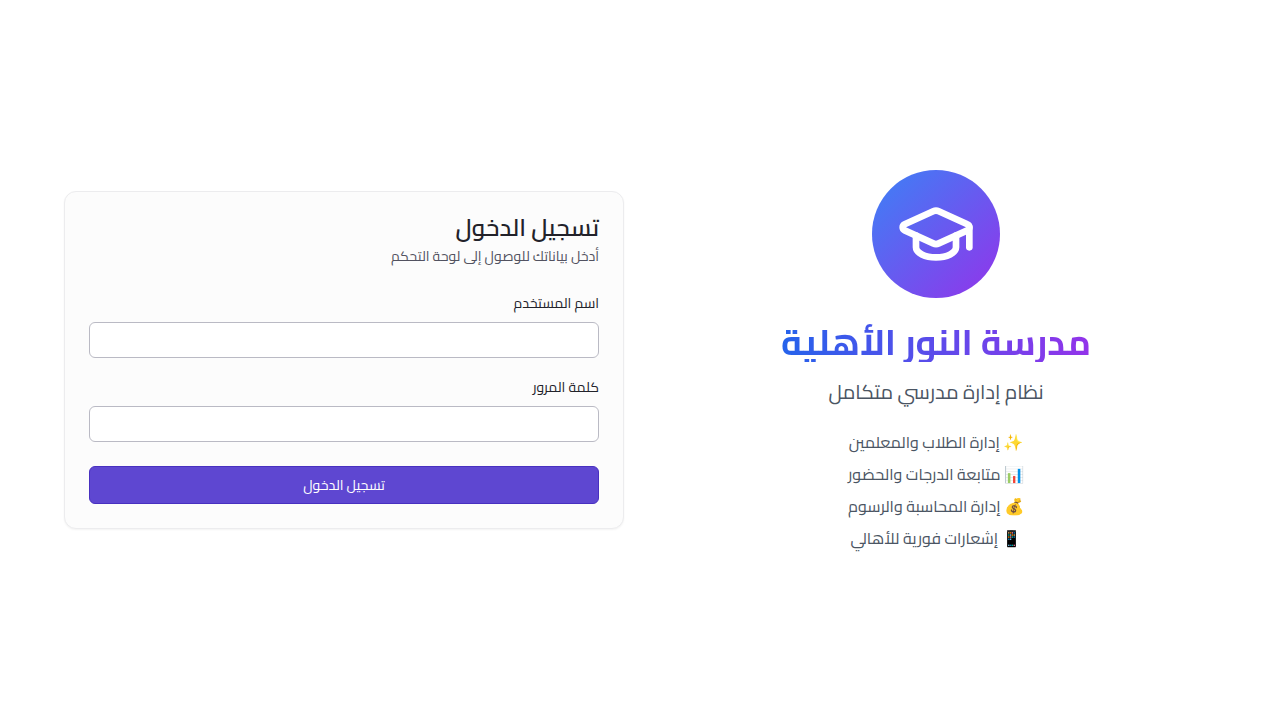 مدرسة النور الأهلية
نظام إدارة مدرسي متكامل
✨ إدارة الطلاب والمعلمين
📊 متابعة الدرجات والحضور
💰 إدارة المحاسبة والرسوم
📱 إشعارات فورية للأهالي
تسجيل الدخول
أدخل بياناتك للوصول إلى لوحة التحكم
اسم المستخدم
كلمة المرور
تسجيل الدخول